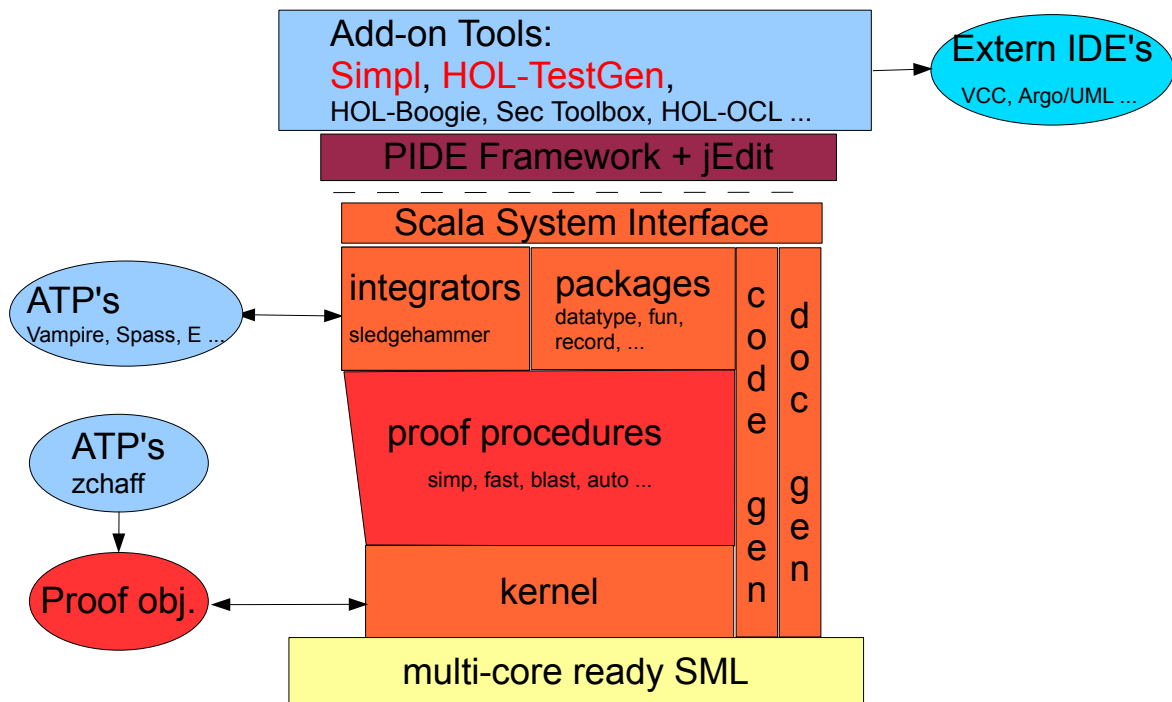 Add-on Tools:
Simpl, HOL-TestGen,
HOL-Boogie, Sec Toolbox, HOL-OCL ...
Extern IDE's
VCC, Argo/UML ...
PIDE Framework + jEdit
Scala System Interface
ATP's
Vampire, Spass, E ...
integrators
sledgehammer
packages
datatype, fun,
record, ...
code gen
doc gen
proof procedures
simp, fast, blast, auto ...
ATP's
zchaff
Proof obj.
kernel
multi-core ready SML